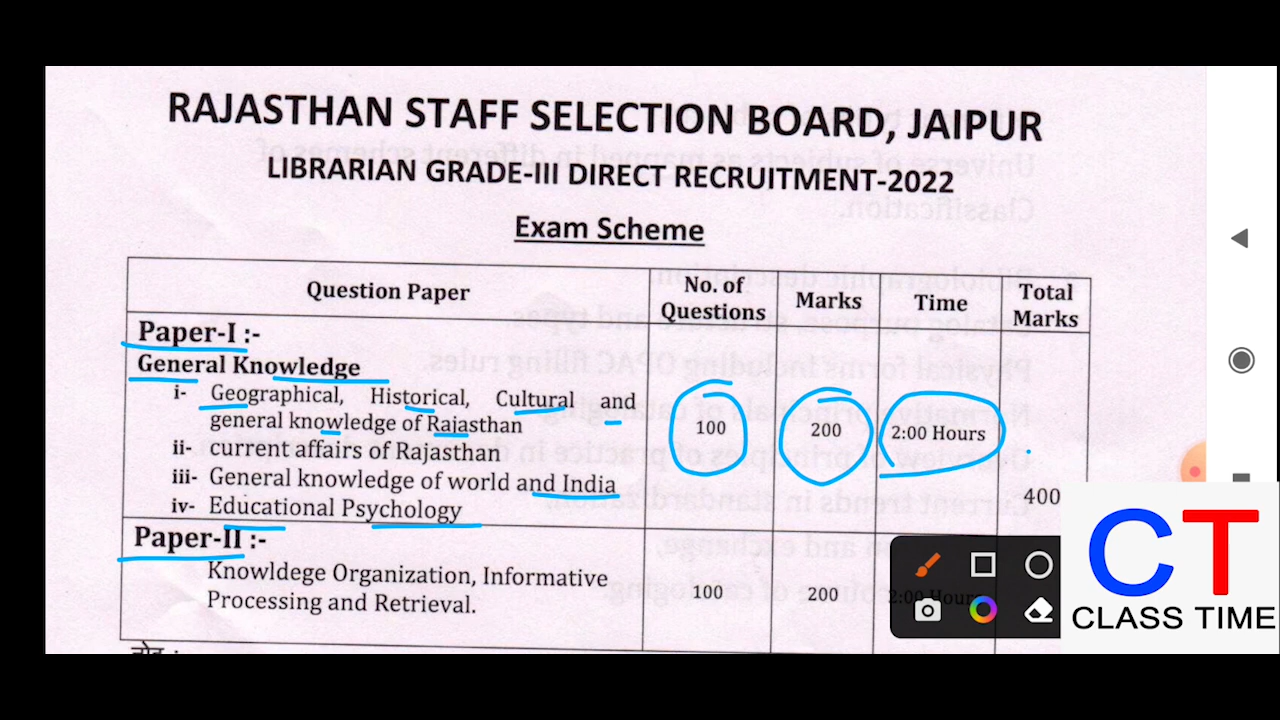 RAJASTHAN STAFF SELECTION BOARD, JAIPUR
LIBRARIAN GRADE-III DIRECT RECRUITMENT-2022
Exam Scheme
Question Paper
No. of
Questions
Marks
Time
Total
Marks
Paper-I :-
General Knowledge
i- Geographical, Historical, Cultural and
general knowledge of Rajasthan
ii- current affairs of Rajasthan
iii- General knowledge of world and India
iv- Educational Psychology
100
200
2:00 Hours
400
Paper-II :-
Knowldege Organization, Informative
Processing and Retrieval.
100
200
2:00 Hours
CT
CLASS TIME